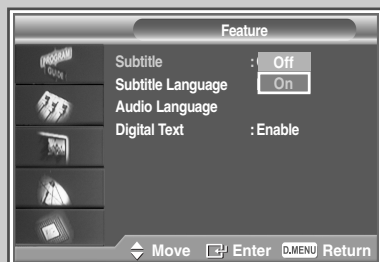 Feature
PROGRAM
GUIDE
Subtitle : Off
Subtitle Language On
Audio Language
Digital Text : Enable
Move Enter D.MENU Return